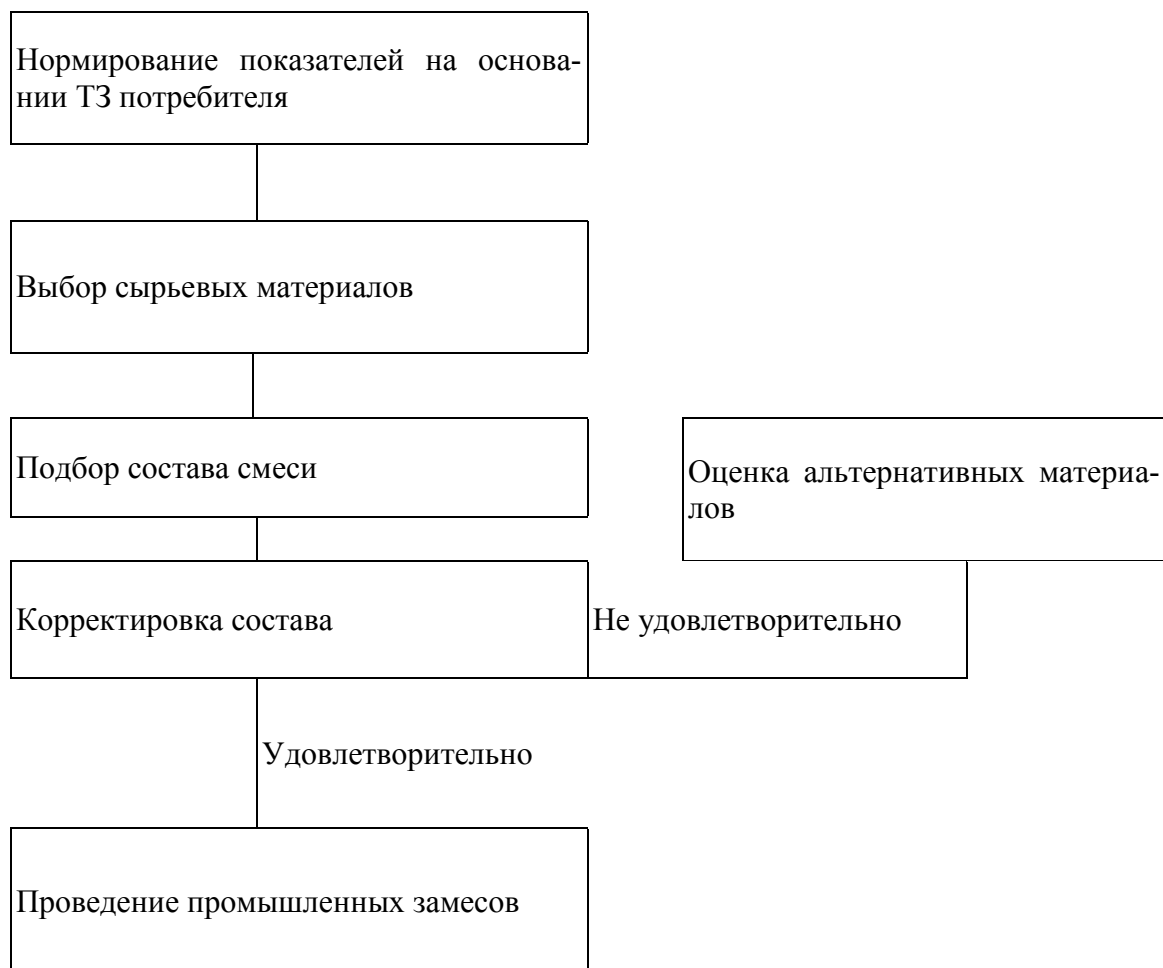 Нормирование показателей на основа-
нии ТЗ потребителя
Выбор сырьевых материалов
Подбор состава смеси
Оценка альтернативных материа-
лов
Корректировка состава
Не удовлетворительно
Удовлетворительно
Проведение промышленных замесов